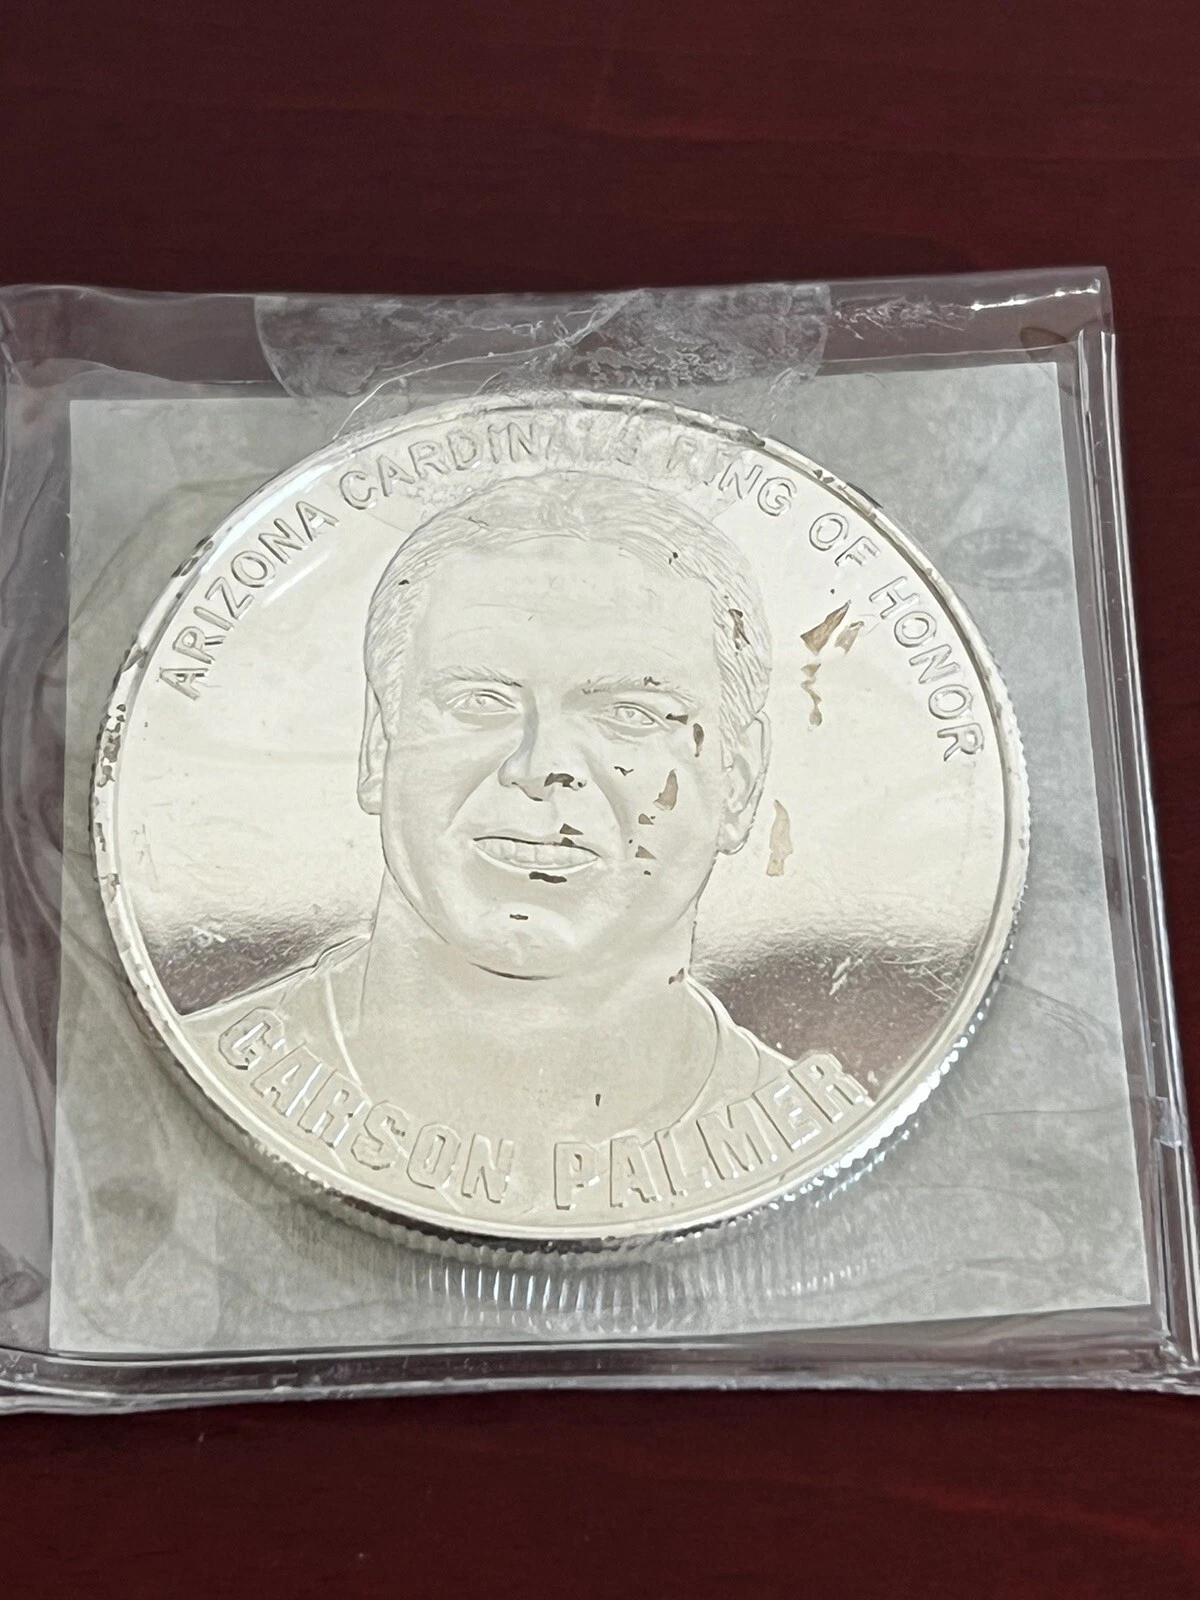 ARIZONA CARDINALS RING OF HONOR
CARSON PALMER